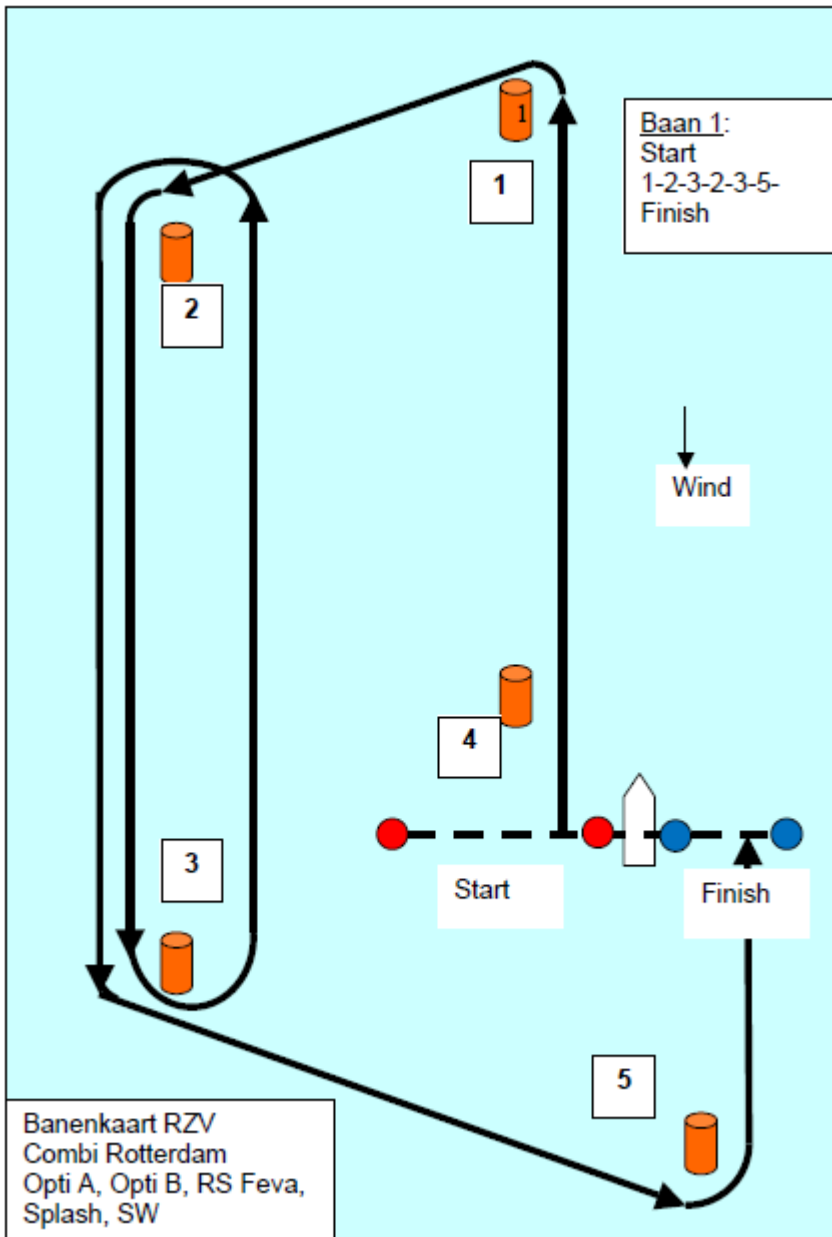 1
1
Baan 1:
Start
1-2-3-2-3-5-
Finish
2
Wind
4
3
Start
Finish
5
Banenkaart RZV
Combi Rotterdam
Opti A, Opti B, RS Feva,
Splash, SW